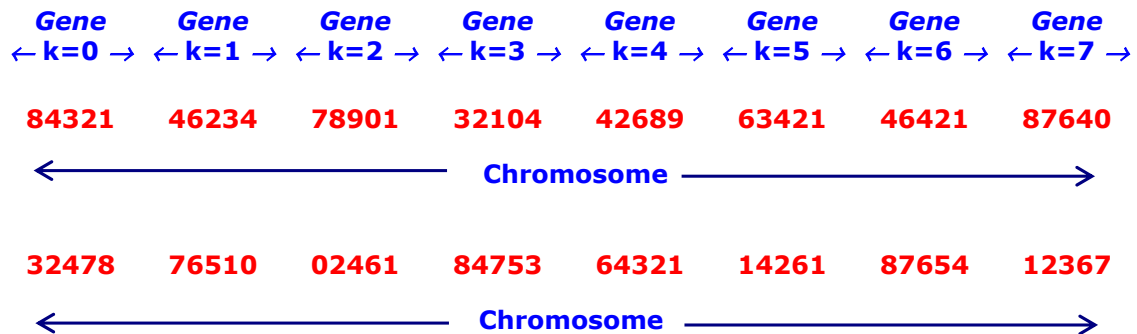 Gene Gene Gene Gene Gene Gene Gene Gene
← k=0 → ← k=1 → ← k=2 → ← k=3 → ← k=4 → ← k=5 → ← k=6 → ← k=7 →
84321 46234 78901 32104 42689 63421 46421 87640
Chromosome
32478 76510 02461 84753 64321 14261 87654 12367
Chromosome